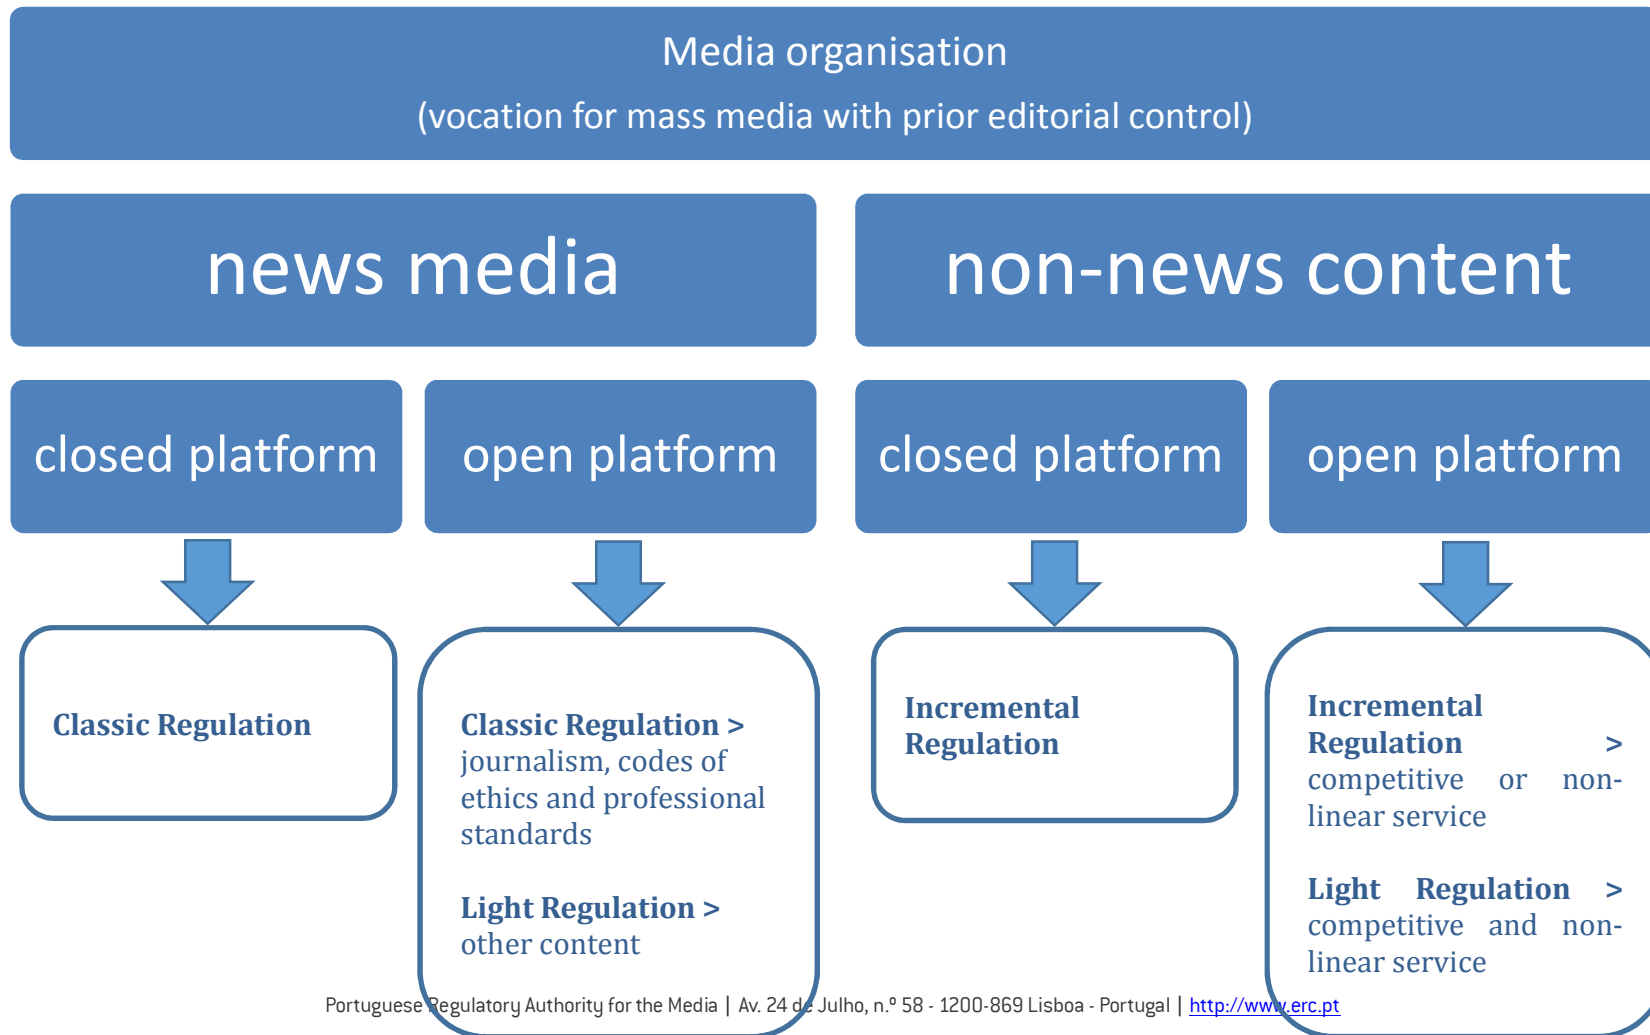 Media organisation
(vocation for mass media with prior editorial control)
news media
non-news content
closed platform
open platform
closed platform
open platform
Classic Regulation
Classic Regulation >
journalism, codes of
ethics and professional
standards
Light Regulation >
other content
Incremental
Regulation
Incremental
Regulation >
competitive or non-
linear service
Light Regulation >
competitive and non-
linear service
Portuguese Regulatory Authority for the Media | Av. 24 de Julho, n.º 58 - 1200-869 Lisboa - Portugal | http://www.erc.pt